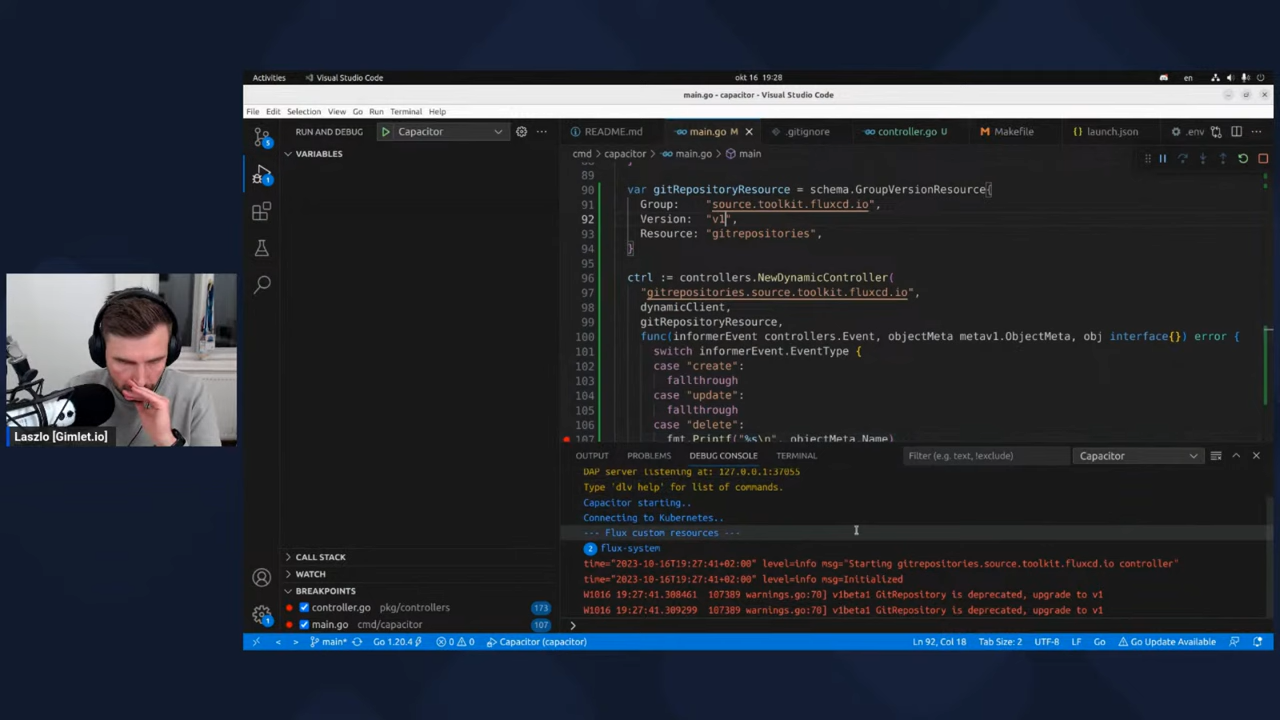 Activities
Visual Studio Code
okt 16 19:28
en
main.go - capacitor - Visual Studio Code
File Edit Selection View Go Run Terminal Help
RUN AND DEBUG
Capacitor
README.md
main.go M
.gitignore
controller.go U
Makefile
launch.json
.env
VARIABLES
cmd > capacitor > main.go > main
89
90 var gitRepositoryResource = schema.GroupVersionResource{
91 Group: "source.toolkit.fluxcd.io",
92 Version: "v1",
93 Resource: "gitrepositories",
94 }
95
96 ctrl := controllers.NewDynamicController(
97 "gitrepositories.source.toolkit.fluxcd.io",
98 dynamicClient,
99 gitRepositoryResource,
100 func(informerEvent controllers.Event, objectMeta metav1.ObjectMeta, obj interface{}) error {
101 switch informerEvent.EventType {
102 case "create":
103 fallthrough
104 case "update":
105 fallthrough
106 case "delete":
107 fmt.Printf("%s\n", objectMeta.Name)
Laszlo [Gimlet.io]
OUTPUT PROBLEMS DEBUG CONSOLE TERMINAL
Filter (e.g. text, !exclude)
Capacitor
DAP server listening at: 127.0.0.1:37055
Type 'dlv help' for list of commands.
Capacitor starting..
Connecting to Kubernetes..
--- Flux custom resources ---
2 flux-system
time="2023-10-16T19:27:41+02:00" level=info msg="Starting gitrepositories.source.toolkit.fluxcd.io controller"
time="2023-10-16T19:27:41+02:00" level=info msg=Initialized
W1016 19:27:41.308461 107389 warnings.go:70] v1beta1 GitRepository is deprecated, upgrade to v1
W1016 19:27:41.309299 107389 warnings.go:70] v1beta1 GitRepository is deprecated, upgrade to v1
CALL STACK
WATCH
BREAKPOINTS
controller.go pkg/controllers 173
main.go cmd/capacitor 107
main* Go 1.20.4 0 0 Capacitor (capacitor)
Ln 92, Col 18 Tab Size: 2 UTF-8 LF Go Go Update Available